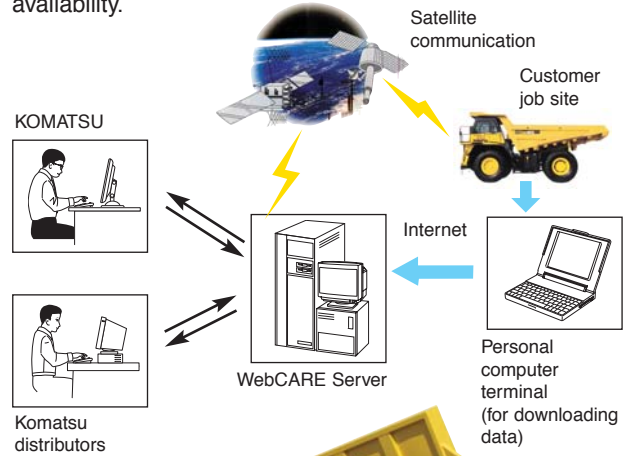 availability.
Satellite
communication
Customer
job site
KOMATSU
Internet
WebCARE Server
Personal
computer
terminal
(for downloading
data)
Komatsu
distributors